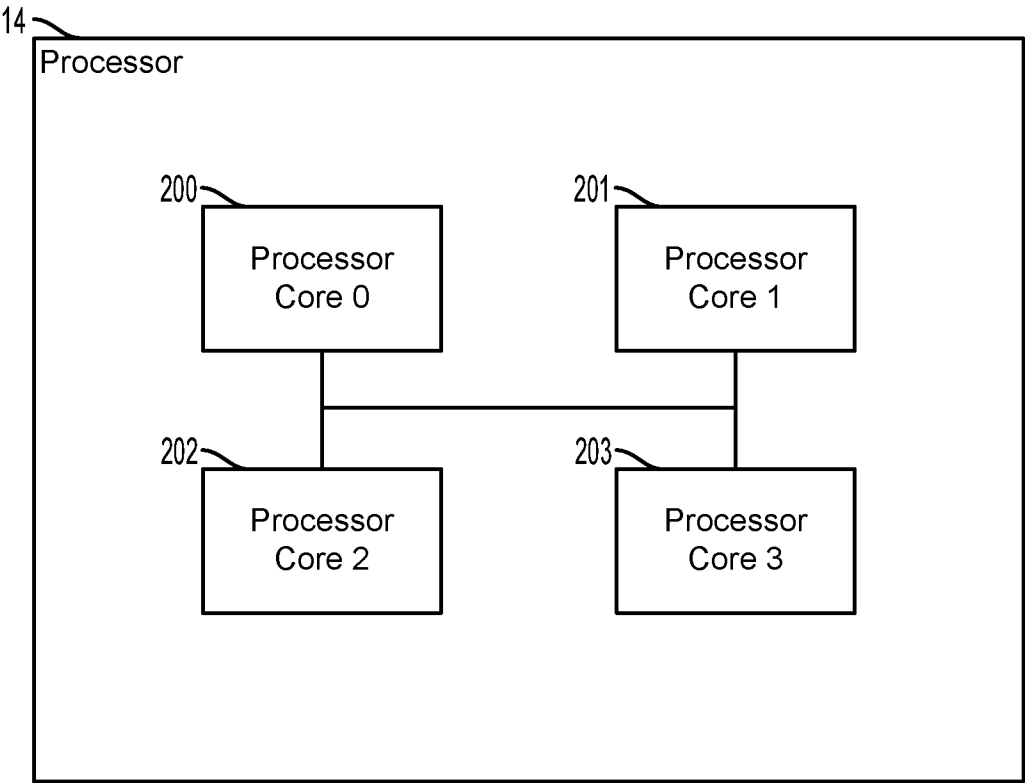 14
Processor
200
Processor
Core 0
201
Processor
Core 1
202
Processor
Core 2
203
Processor
Core 3